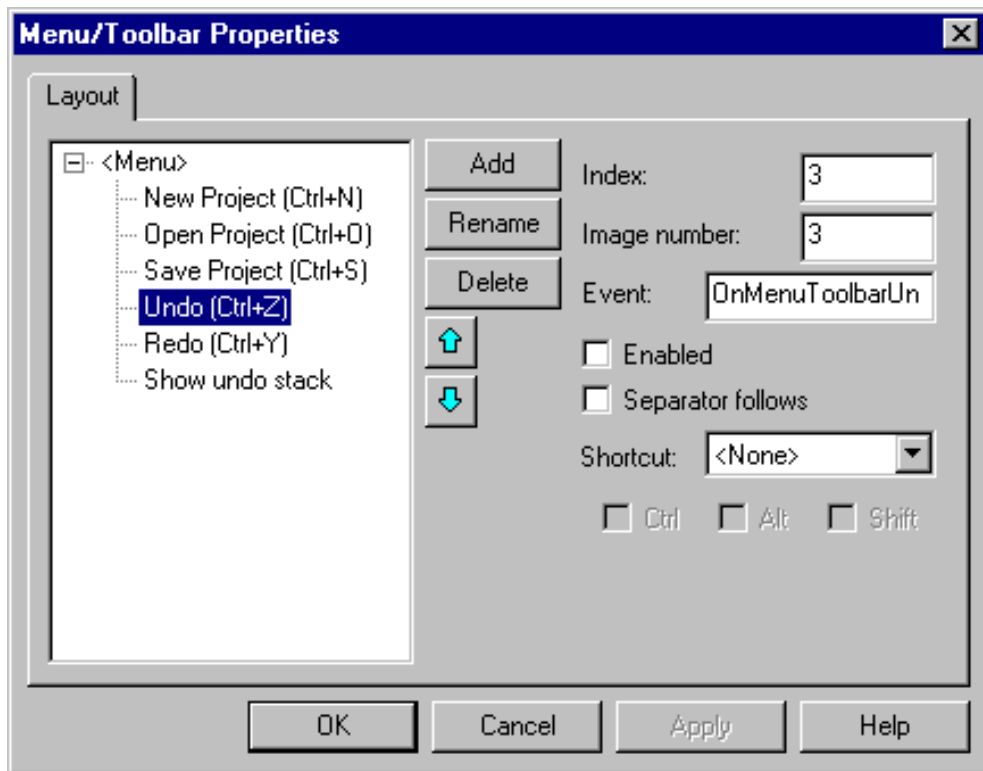 Menu/Toolbar Properties
Layout
<Menu>
New Project (Ctrl+N)
Open Project (Ctrl+O)
Save Project (Ctrl+S)
Undo (Ctrl+Z)
Redo (Ctrl+Y)
Show undo stack
Add
Rename
Delete
Index: 3
Image number: 3
Event: OnMenuToolbarUn
Enabled
Separator follows
Shortcut: <None>
Ctrl Alt Shift
OK Cancel Apply Help